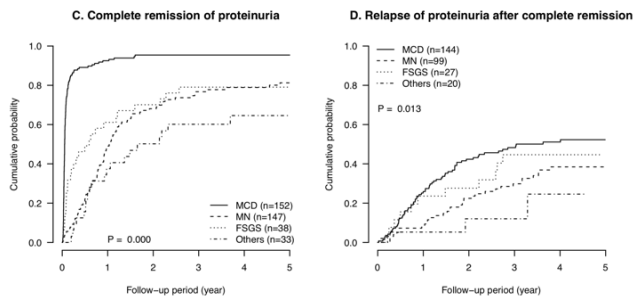 C. Complete remission of proteinuria
Cumulative probability
1.0
0.8
0.6
0.4
0.2
0.0
MCD (n=152)
MN (n=147)
FSGS (n=38)
Others (n=33)
P = 0.000
0 1 2 3 4 5
Follow-up period (year)
D. Relapse of proteinuria after complete remission
Cumulative probability
1.0
0.8
0.6
0.4
0.2
0.0
MCD (n=144)
MN (n=99)
FSGS (n=27)
Others (n=20)
P = 0.013
0 1 2 3 4 5
Follow-up period (year)